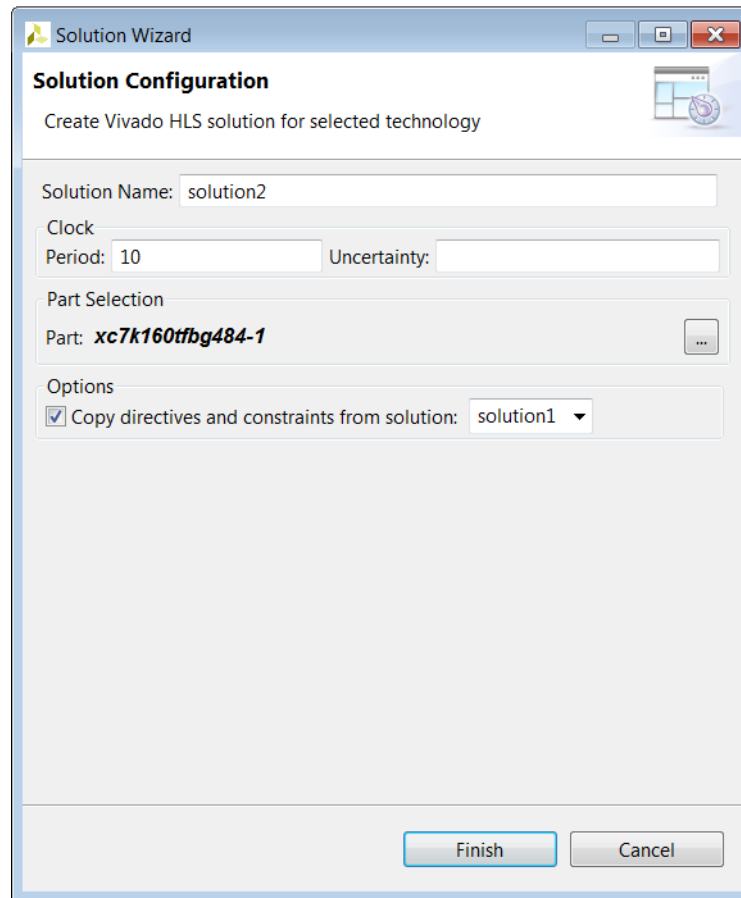 Solution Wizard
Solution Configuration
Create Vivado HLS solution for selected technology
Solution Name: solution2
Clock
Period: 10 Uncertainty:
Part Selection
Part: xc7k160tfbg484-1 ...
Options
Copy directives and constraints from solution: solution1
Finish Cancel